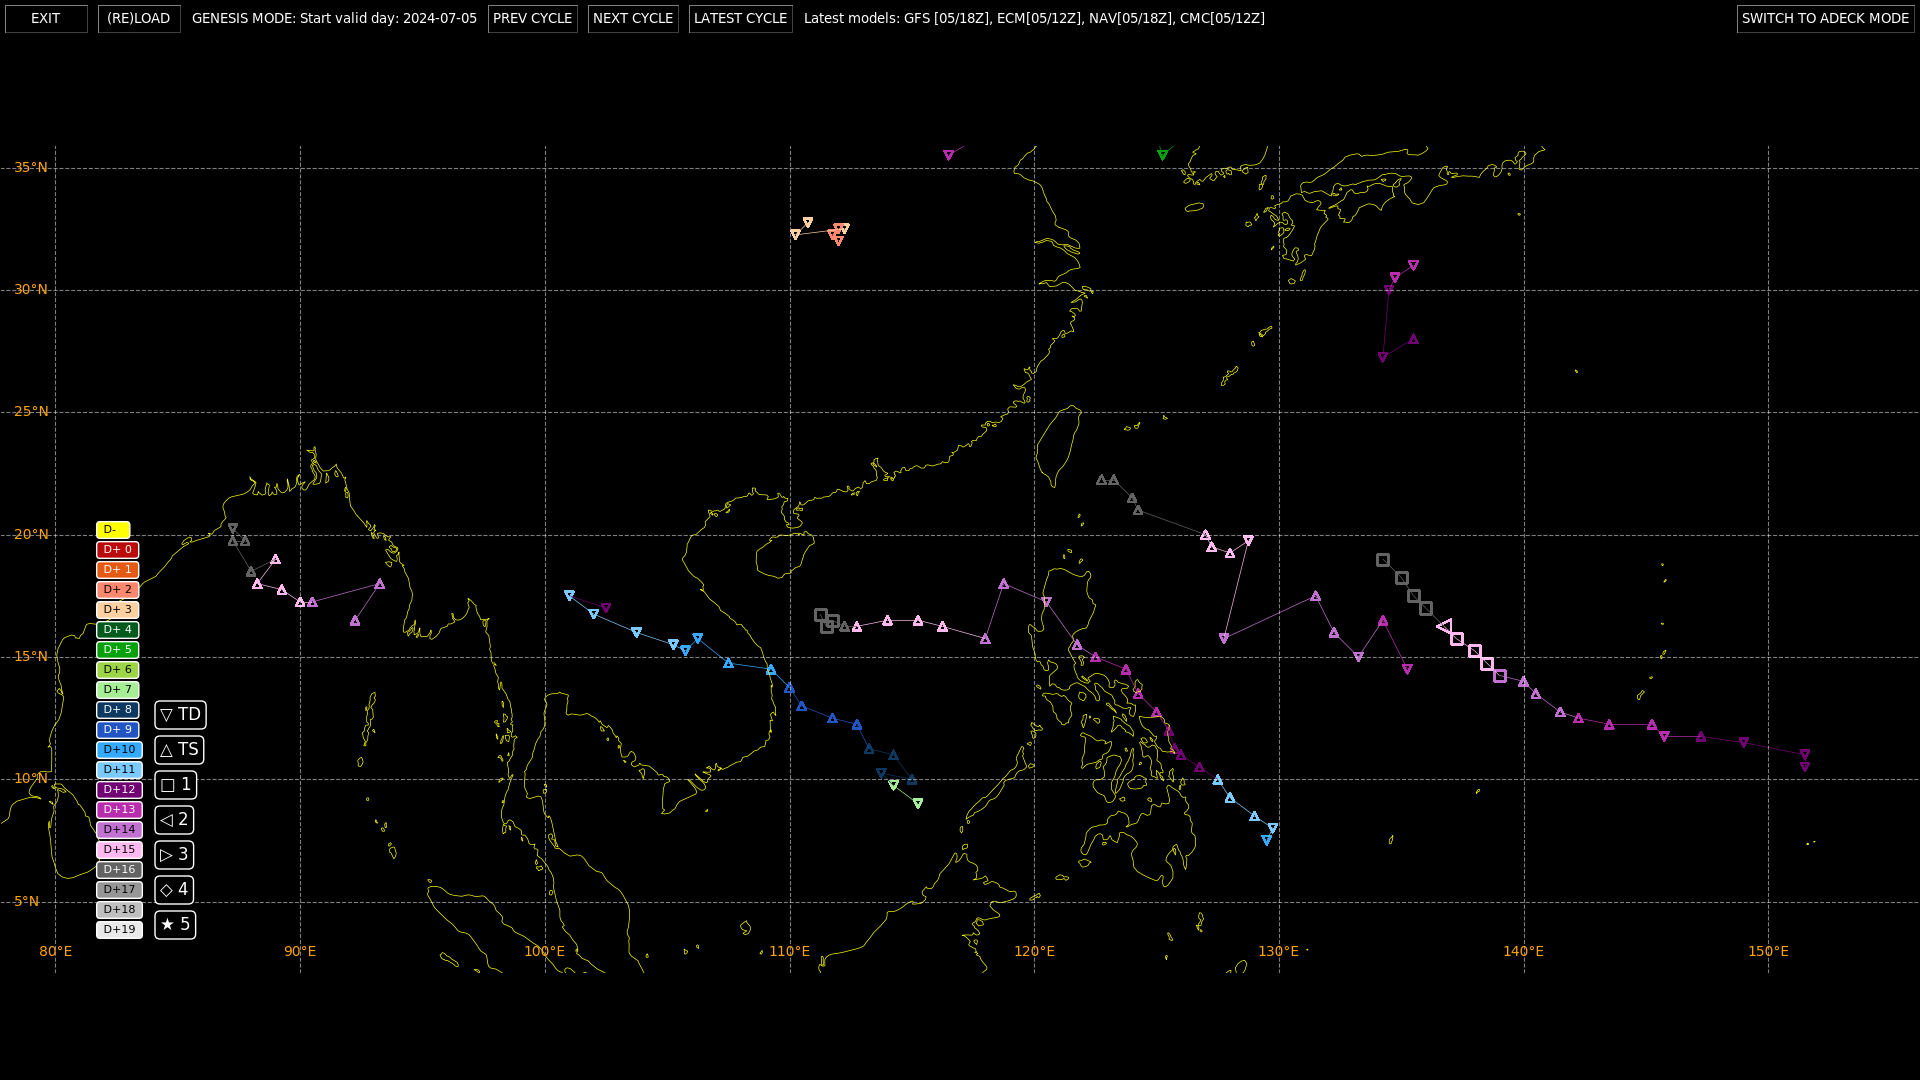 EXIT (RE)LOAD GENESIS MODE: Start valid day: 2024-07-05 PREV CYCLE NEXT CYCLE LATEST CYCLE Latest models: GFS [05/18Z], ECM[05/12Z], NAV[05/18Z], CMC[05/12Z] SWITCH TO ADECK MODE
35°N
30°N
25°N
20°N
15°N
10°N
5°N
D-
D+ 0
D+ 1
D+ 2
D+ 3
D+ 4
D+ 5
D+ 6
D+ 7
D+ 8
D+ 9
D+10
D+11
D+12
D+13
D+14
D+15
D+16
D+17
D+18
D+19
▽ TD
△ TS
□ 1
◁ 2
▷ 3
◇ 4
★ 5
80°E 90°E 100°E 110°E 120°E 130°E 140°E 150°E